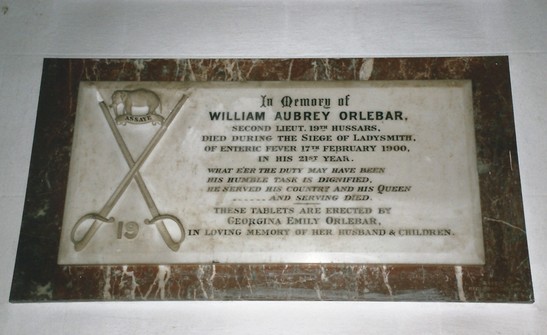 ASSAYE
19
In Memory of
WILLIAM AUBREY ORLEBAR,
SECOND LIEUT. 19TH HUSSARS,
DIED DURING THE SIEGE OF LADYSMITH,
OF ENTERIC FEVER 17TH FEBRUARY 1900,
IN HIS 21ST YEAR.
WHAT E'ER THE DUTY MAY HAVE BEEN
HIS HUMBLE TASK IS DIGNIFIED,
HE SERVED HIS COUNTRY AND HIS QUEEN
...... AND SERVING DIED.
THESE TABLETS ARE ERECTED BY
GEORGINA EMILY ORLEBAR,
IN LOVING MEMORY OF HER HUSBAND & CHILDREN.